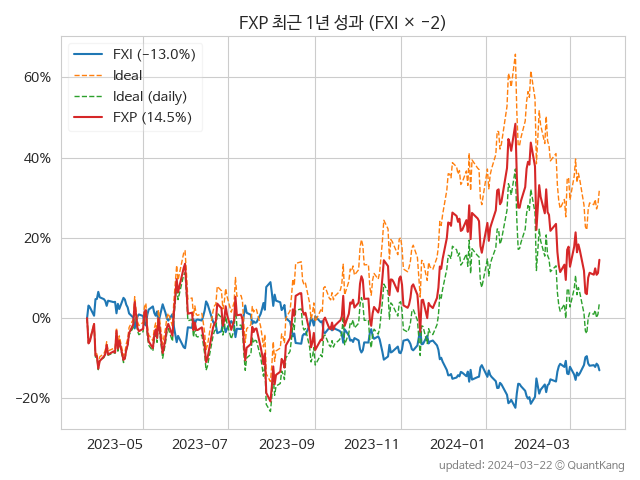 FXP 최근 1년 성과 (FXI × −2)
FXI (−13.0%)
Ideal
Ideal (daily)
FXP (14.5%)
60%
40%
20%
0%
−20%
2023−05
2023−07
2023−09
2023−11
2024−01
2024−03
updated: 2024−03−22 © QuantKang